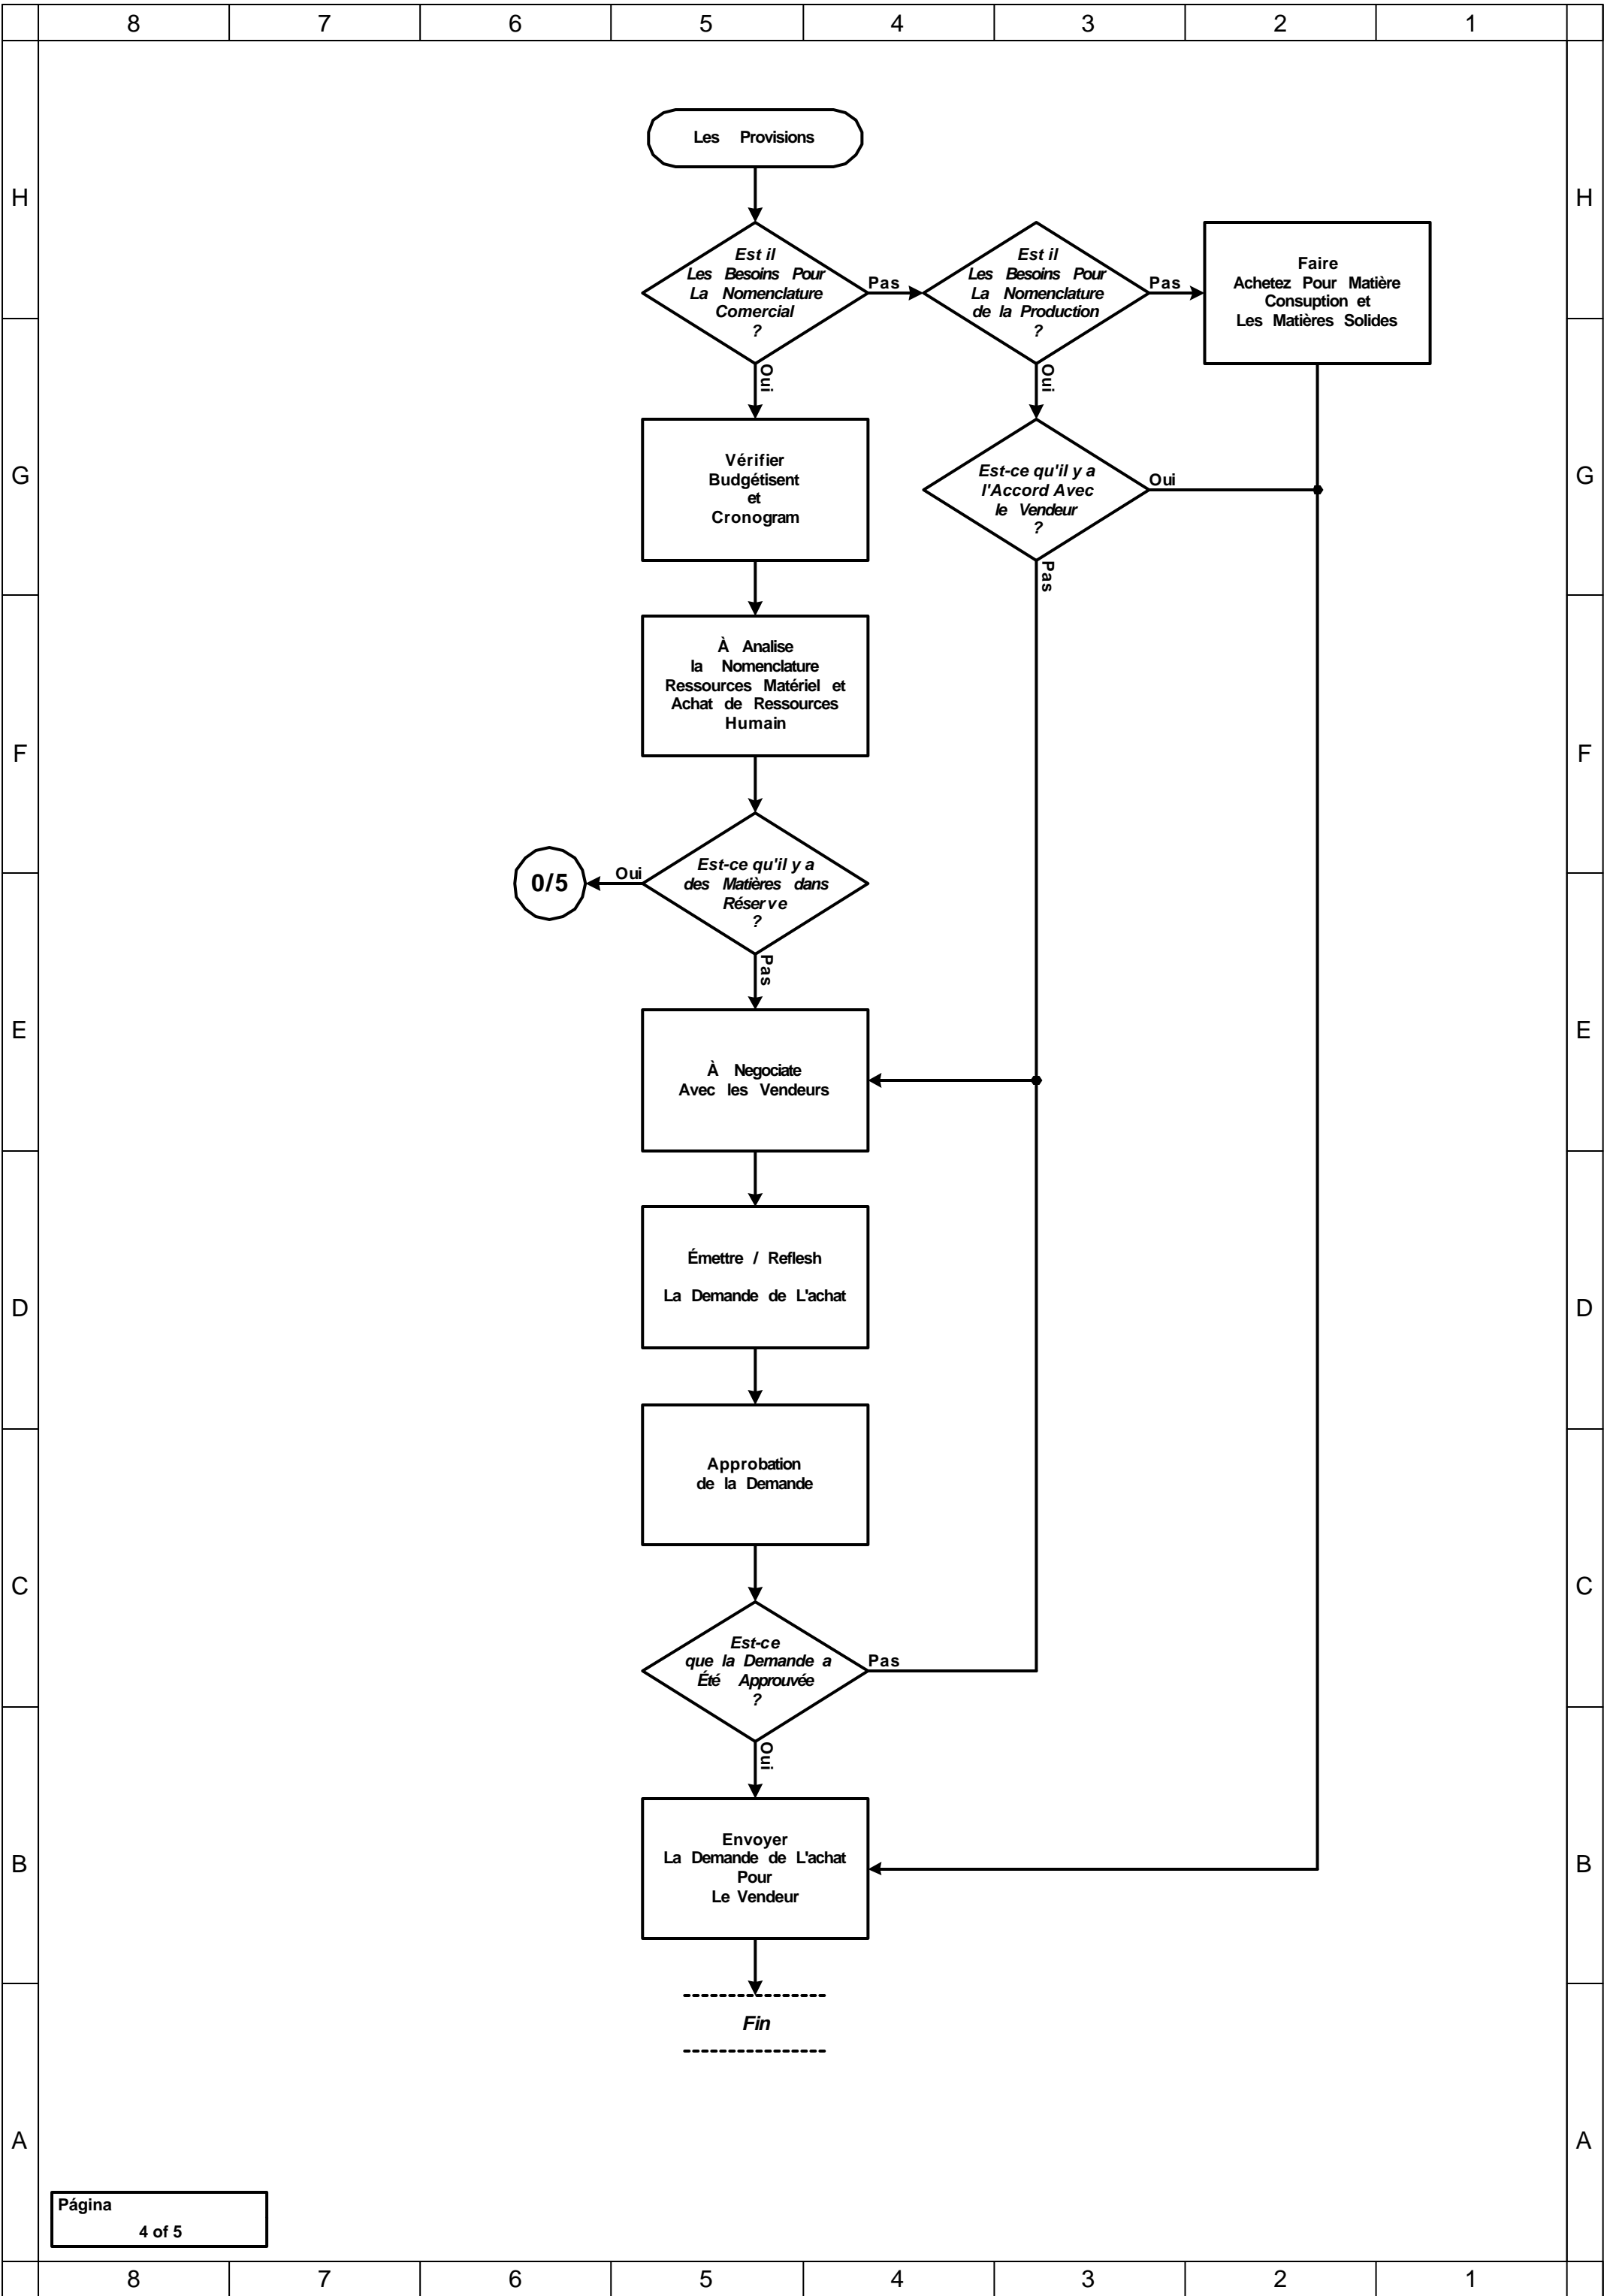 8 7 6 5 4 3 2 1
Les Provisions
H H
Est il
Les Besoins Pour
La Nomenclature
Comercial
?
Pas
Est il
Les Besoins Pour
La Nomenclature
de la Production
?
Pas
Faire
Achetez Pour Matière
Consuption et
Les Matières Solides
Oui
Oui
G G
Vérifier
Budgétisent
et
Cronogram
Est-ce qu'il y a
l'Accord Avec
le Vendeur
?
Oui
Pas
À Analise
la Nomenclature
Ressources Matériel et
Achat de Ressources
Humain
F F
0/5
Oui
Est-ce qu'il y a
des Matières dans
Réserve
?
Pas
E E
À Negociate
Avec les Vendeurs
Émettre / Reflesh
La Demande de L'achat
D D
Approbation
de la Demande
C C
Est-ce
que la Demande a
Été Approuvée
?
Pas
Oui
B B
Envoyer
La Demande de L'achat
Pour
Le Vendeur
Fin
A A
Página
4 of 5
8 7 6 5 4 3 2 1